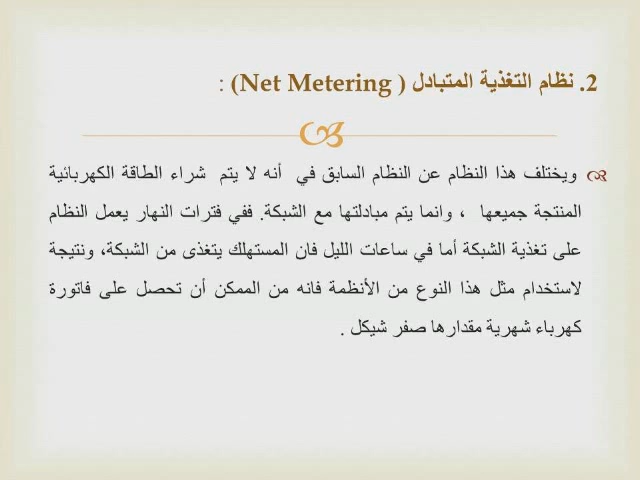 2. نظام التغذية المتبادل ( Net Metering) :
ويختلف هذا النظام عن النظام السابق في أنه لا يتم شراء الطاقة الكهربائية
المنتجة جميعها ، وانما يتم مبادلتها مع الشبكة. ففي فترات النهار يعمل النظام
على تغذية الشبكة أما في ساعات الليل فان المستهلك يتغذى من الشبكة، ونتيجة
لاستخدام مثل هذا النوع من الأنظمة فانه من الممكن أن تحصل على فاتورة
كهرباء شهرية مقدارها صفر شيكل .